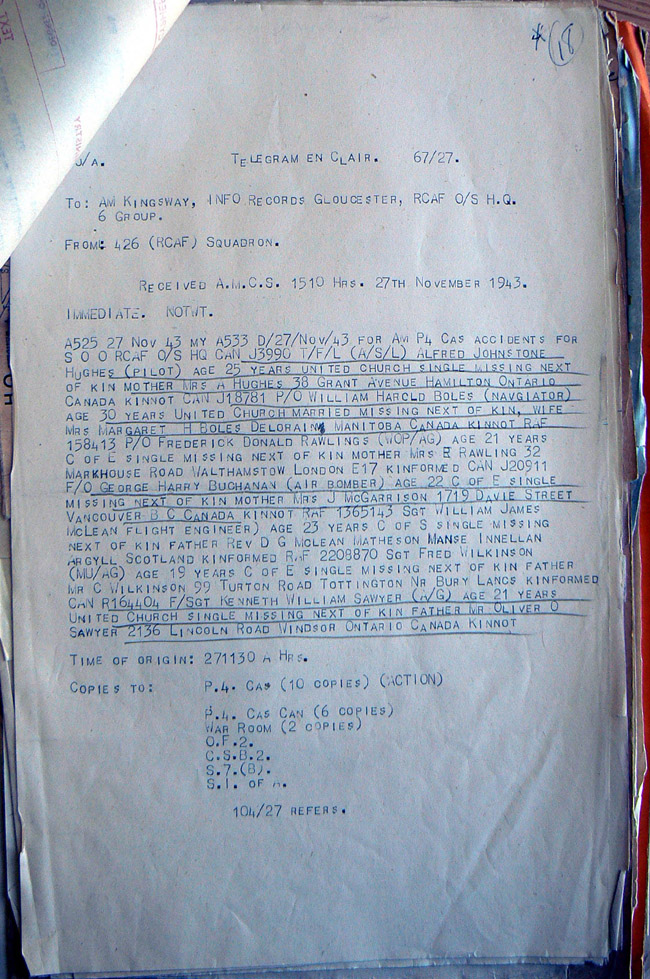 * (18)
J/A. TELEGRAM EN CLAIR. 67/27.
TO: AM KINGSWAY, INFO RECORDS GLOUCESTER, RCAF O/S H.Q.
6 GROUP.
FROM: 426 (RCAF) SQUADRON.
RECEIVED A.M.C.S. 1510 HRS. 27TH NOVEMBER 1943.
IMMEDIATE. NOTWT.
A525 27 NOV 43 MY A533 D/27/NOV/43 FOR AM P4 CAS ACCIDENTS FOR
S O O RCAF O/S HQ CAN J3990 T/F/L (A/S/L) ALFRED JOHNSTONE
HUGHES (PILOT) AGE 25 YEARS UNITED CHURCH SINGLE MISSING NEXT
OF KIN MOTHER MRS A HUGHES 38 GRANT AVENUE HAMILTON ONTARIO
CANADA KINNOT CAN J18781 P/O WILLIAM HAROLD BOLES (NAVGIATOR)
AGE 30 YEARS UNITED CHURCH MARRIED MISSING NEXT OF KIN, WIFE
MRS MARGARET H BOLES DELORAIN, MANITOBA CANADA KINNOT RAF
158413 P/O FREDERICK DONALD RAWLINGS (WOP/AG) AGE 21 YEARS
C OF E SINGLE MISSING NEXT OF KIN MOTHER MRS E RAWLING 32
MARKHOUSE ROAD WALTHAMSTOW LONDON E17 KINFORMED CAN J20911
F/O GEORGE HARRY BUCHANAN (AIR BOMBER) AGE 22 C OF E SINGLE
MISSING NEXT OF KIN MOTHER MRS J MCGARRISON 1719 DAVIE STREET
VANCOUVER B C CANADA KINNOT RAF 1365143 SGT WILLIAM JAMES
MCLEAN FLIGHT ENGINEER) AGE 23 YEARS C OF S SINGLE MISSING
NEXT OF KIN FATHER REV D G MCLEAN MATHESON MANSE INNELLAN
ARGYLL SCOTLAND KINFORMED RAF 2208870 SGT FRED WILKINSON
(MU/AG) AGE 19 YEARS C OF E SINGLE MISSING NEXT OF KIN FATHER
MR C WILKINSON 99 TURTON ROAD TOTTINGTON NR BURY LANCS KINFORMED
CAN R164404 F/SGT KENNETH WILLIAM SAWYER (A/G) AGE 21 YEARS
UNITED CHURCH SINGLE MISSING NEXT OF KIN FATHER MR OLIVER O
SAWYER 2136 LINCOLN ROAD WINDSOR ONTARIO CANADA KINNOT
TIME OF ORIGIN: 271130 A HRS.
COPIES TO: P.4. CAS (10 COPIES) (ACTION)
P.4. CAS CAN (6 COPIES)
WAR ROOM (2 COPIES)
O.F.2.
C.S.B.2.
S.7.(B).
S.I. OF A.
104/27 REFERS.